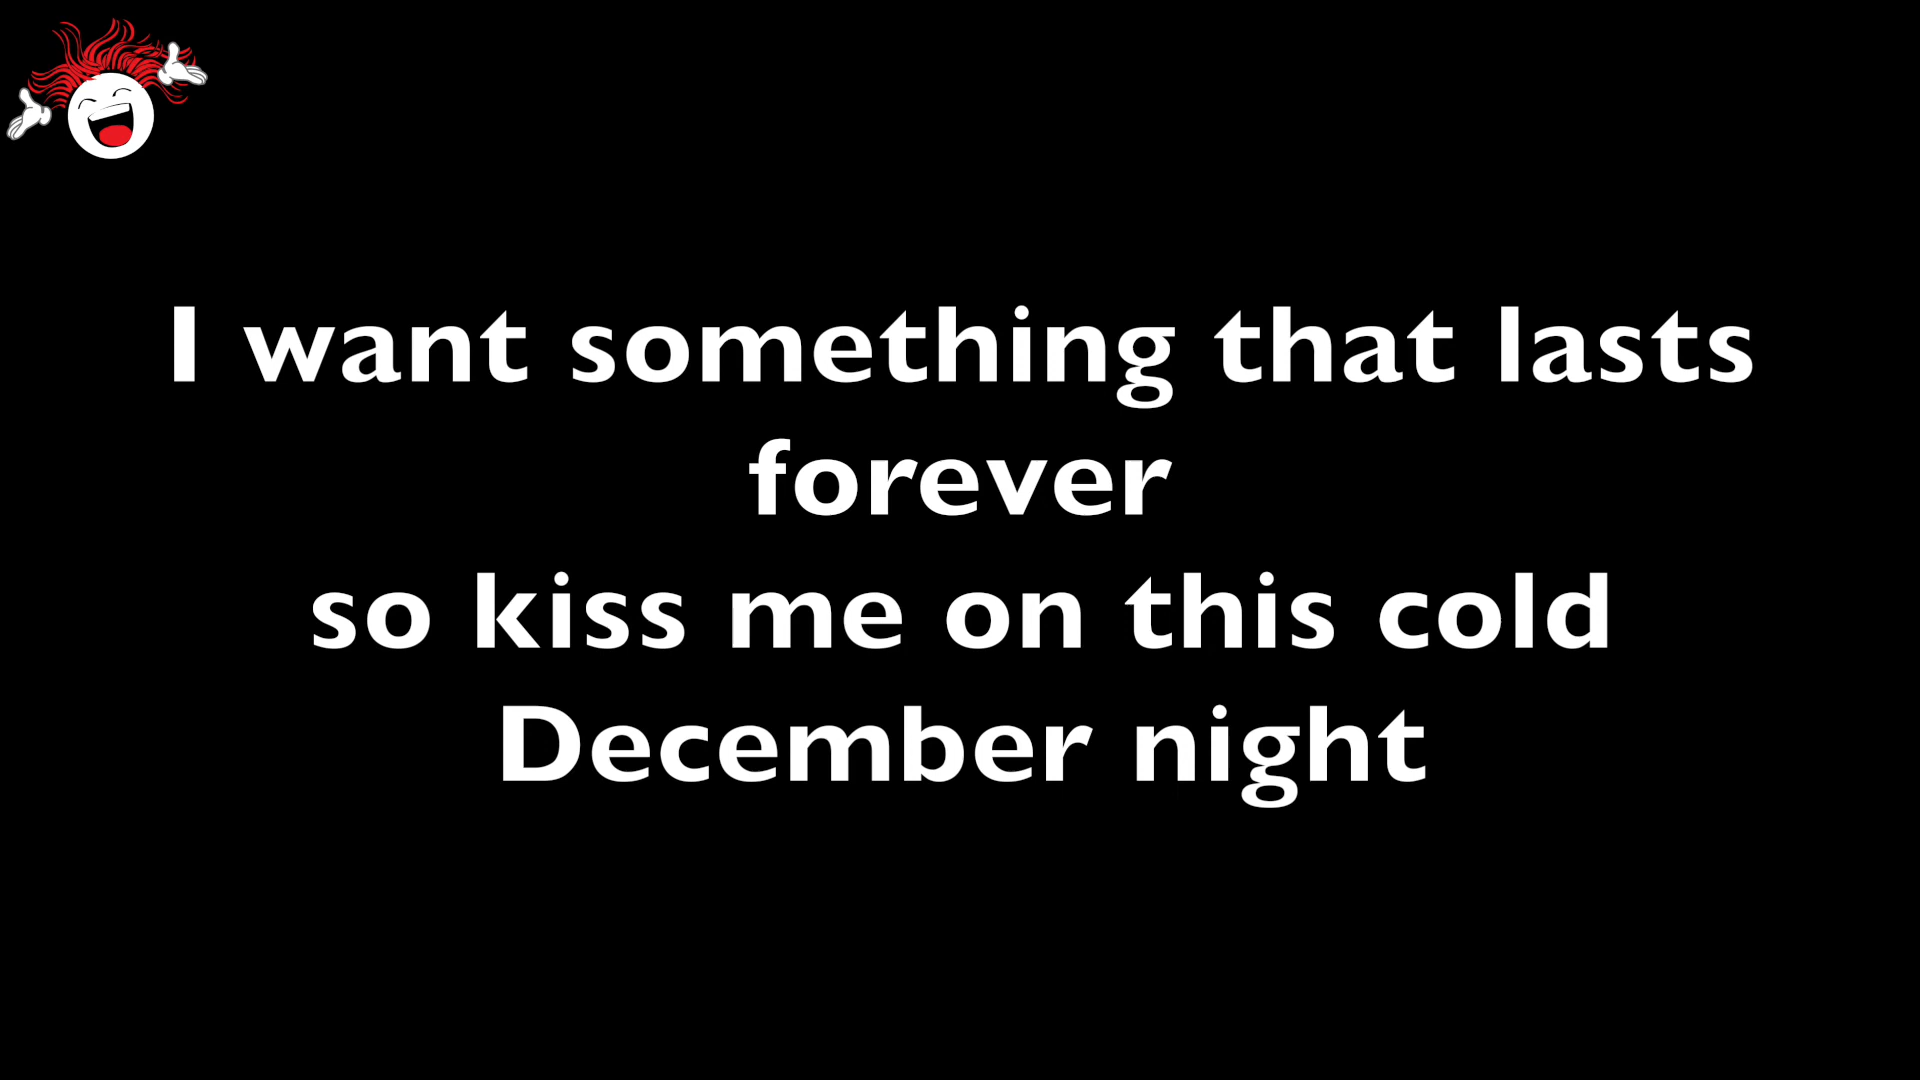 I want something that lasts
forever
so kiss me on this cold
December night